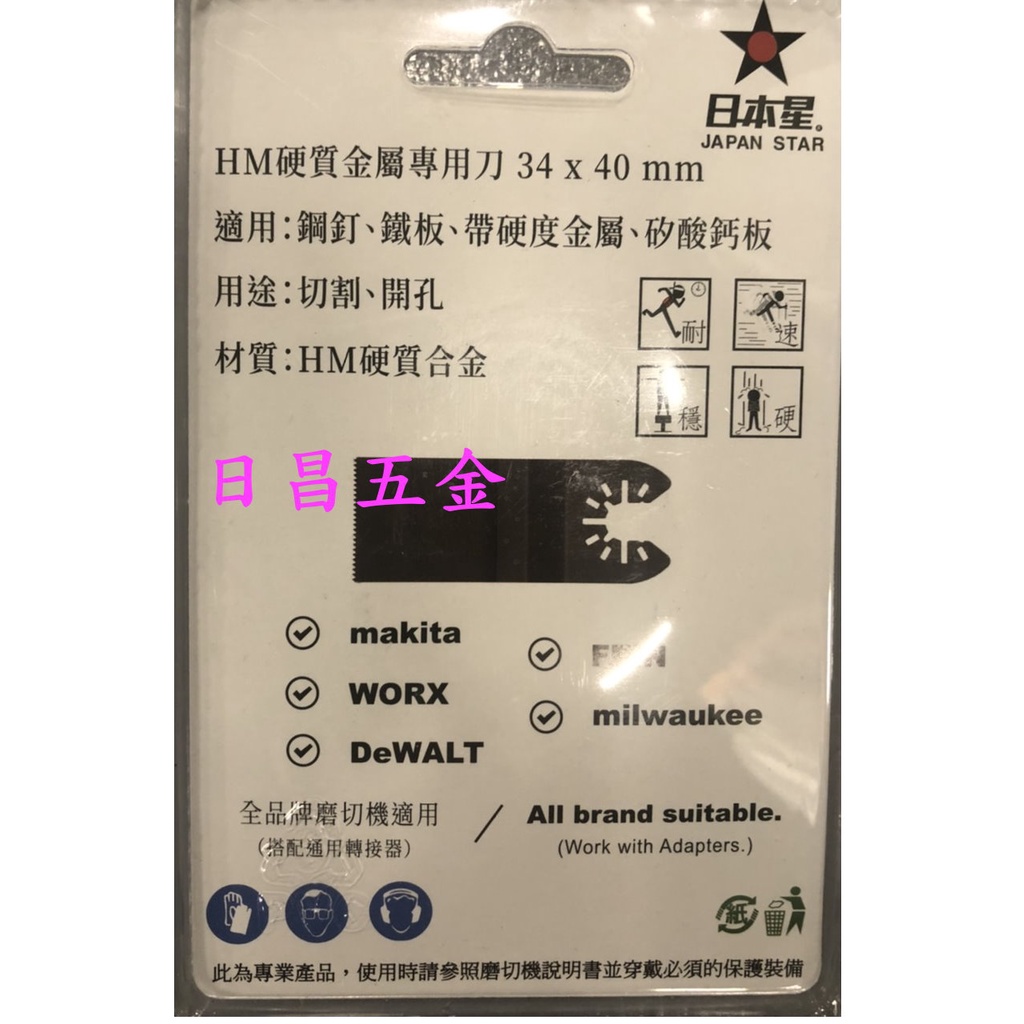 日本星®
JAPAN STAR
HM硬質金屬專用刀 34 x 40 mm
適用：鋼釘、鐵板、帶硬度金屬、矽酸鈣板
用途：切割、開孔
材質：HM硬質合金
耐
速
穩
硬
日昌五金
makita
WORX
DeWALT
milwaukee
全品牌磨切機適用
（搭配通用轉接器）
/
All brand suitable.
(Work with Adapters.)
紙
此為專業產品，使用時請參照磨切機說明書並穿戴必須的保護裝備